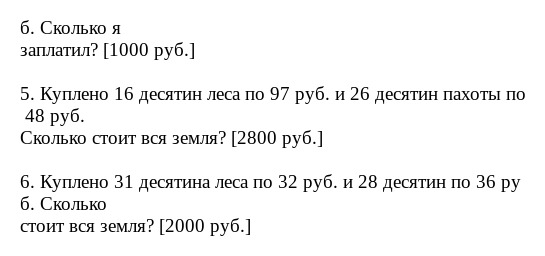 б. Сколько я
заплатил? [1000 руб.]
5. Куплено 16 десятин леса по 97 руб. и 26 десятин пахоты по
48 руб.
Сколько стоит вся земля? [2800 руб.]
6. Куплено 31 десятина леса по 32 руб. и 28 десятин по 36 ру
б. Сколько
стоит вся земля? [2000 руб.]